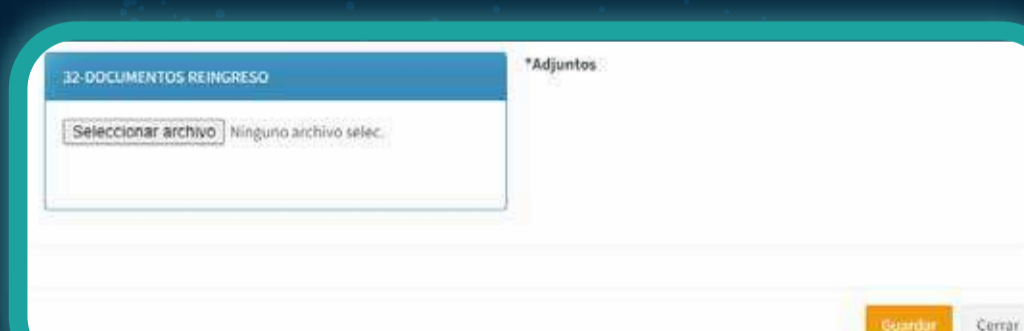 32-DOCUMENTOS REINGRESO
*Adjuntos
Seleccionar archivo Ninguno archivo selec.
Guardar Cerrar